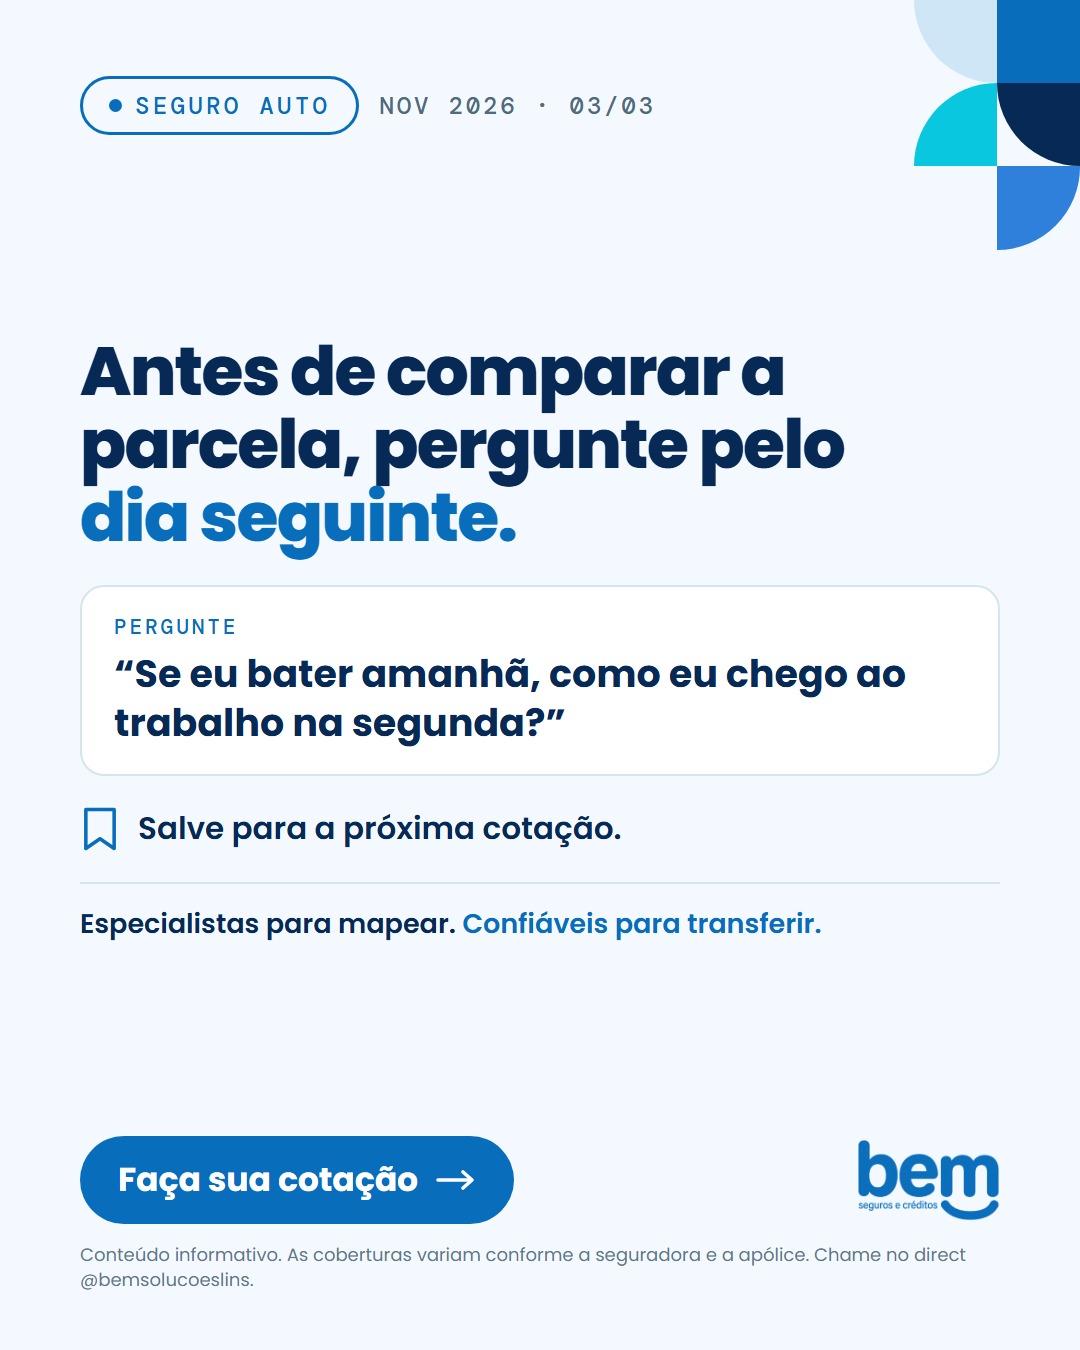 SEGURO AUTO NOV 2026 · 03/03
Antes de comparar a
parcela, pergunte pelo
dia seguinte.
PERGUNTE
“Se eu bater amanhã, como eu chego ao
trabalho na segunda?”
Salve para a próxima cotação.
Especialistas para mapear. Confiáveis para transferir.
Faça sua cotação →
bem
seguros e créditos
Conteúdo informativo. As coberturas variam conforme a seguradora e a apólice. Chame no direct
@bemsolucoeslins.